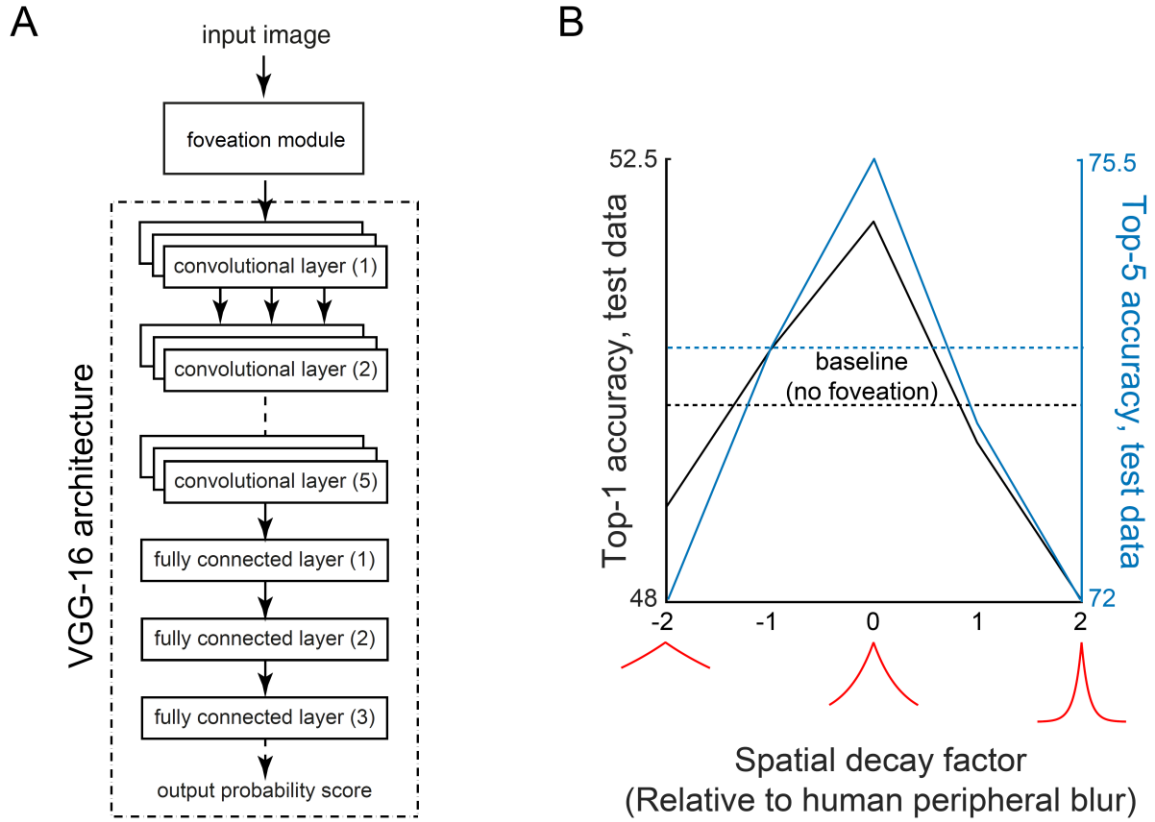 A
input image
foveation module
convolutional layer (1)
convolutional layer (2)
convolutional layer (5)
fully connected layer (1)
fully connected layer (2)
fully connected layer (3)
output probability score
VGG-16 architecture
B
52.5
48
Top-1 accuracy, test data
75.5
72
Top-5 accuracy, test data
baseline
(no foveation)
-2 -1 0 1 2
Spatial decay factor
(Relative to human peripheral blur)